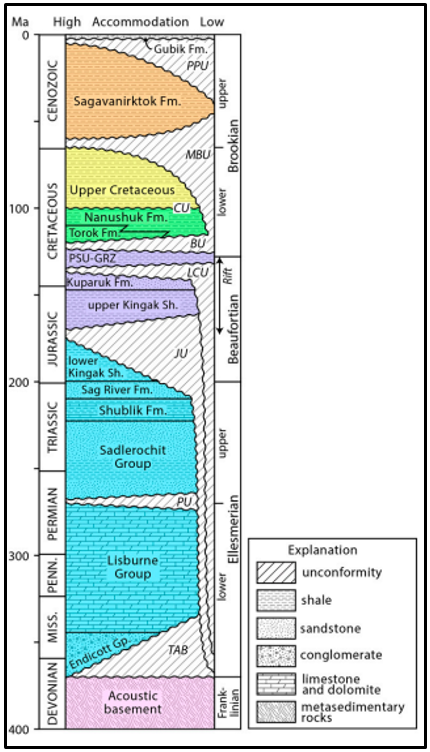 Ma High Accommodation Low
0
Gubik Fm.
PPU
CENOZOIC
Sagavanirktok Fm.
upper
MBU
Brookian
Upper Cretaceous
CU
lower
100
Nanushuk Fm.
CRETACEOUS
Torok Fm.
BU
PSU-GRZ
LCU
Rift
Kuparuk Fm.
upper Kingak Sh.
Beaufortian
JURASSIC
JU
lower
Kingak Sh.
200
Sag River Fm.
Shublik Fm.
TRIASSIC
upper
Sadlerochit
Group
PERMIAN
PU
Ellesmerian
300
PENN.
Lisburne
Group
lower
MISS.
Endicott Gp.
TAB
DEVONIAN
Acoustic
basement
Frank-
linian
400
Explanation
unconformity
shale
sandstone
conglomerate
limestone
and dolomite
metasedimentary
rocks